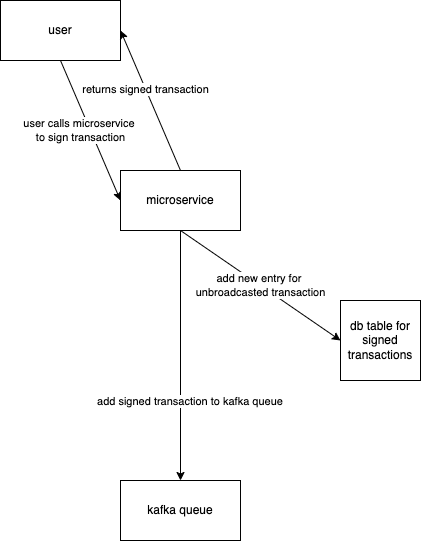 user
returns signed transaction
user calls microservice
to sign transaction
microservice
add new entry for
unbroadcasted transaction
db table for
signed
transactions
add signed transaction to kafka queue
kafka queue